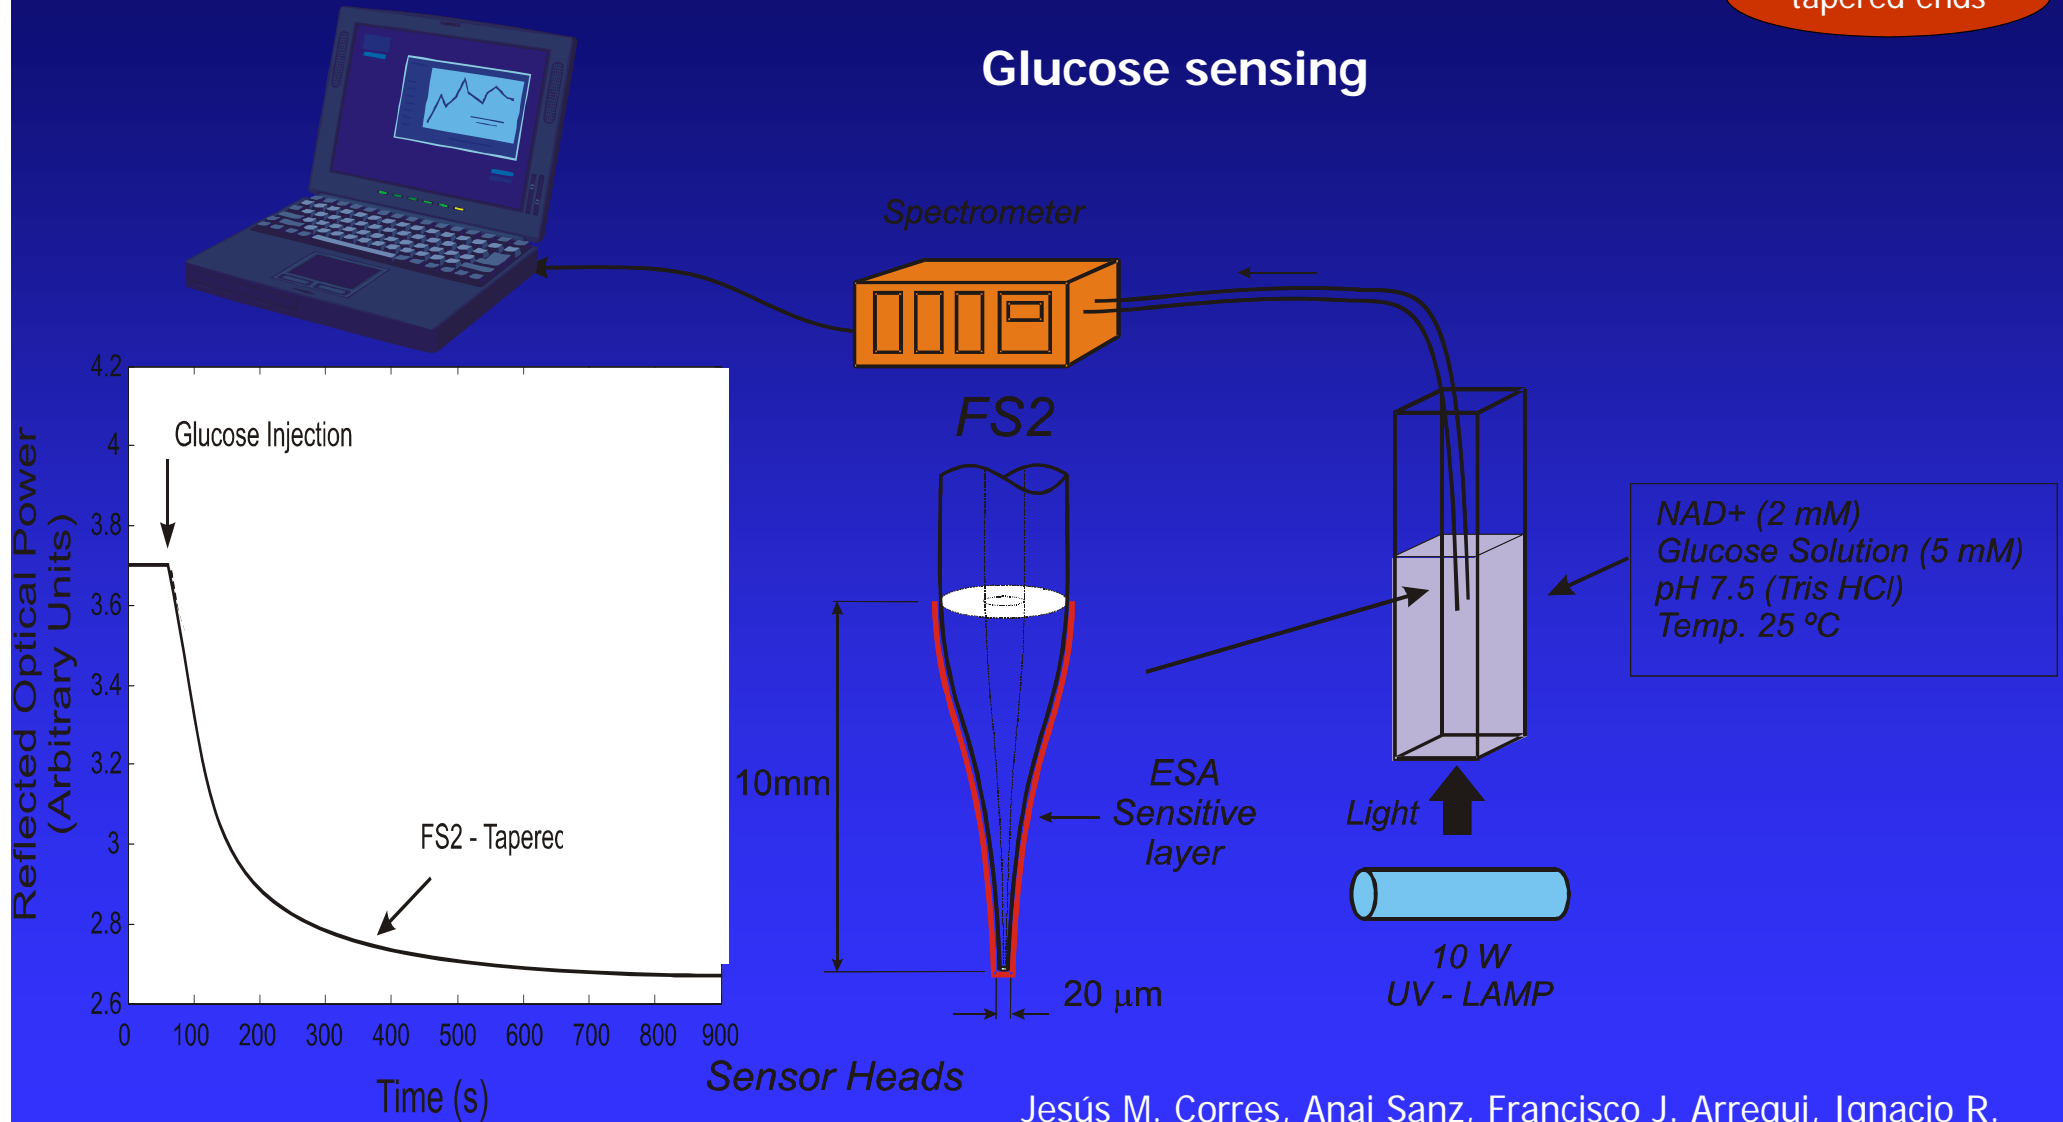 tapered ends
Glucose sensing
Spectrometer
4.2
4
3.8
3.6
3.4
3.2
3
2.8
2.6
Reflected Optical Power
(Arbitrary Units)
Glucose Injection
FS2 - Tapered
0 100 200 300 400 500 600 700 800 900
Time (s)
FS2
10mm
ESA
Sensitive
layer
20 μm
Sensor Heads
NAD+ (2 mM)
Glucose Solution (5 mM)
pH 7.5 (Tris HCl)
Temp. 25 ºC
Light
10 W
UV - LAMP
Jesús M. Corres, Anai Sanz, Francisco J. Arregui, Ignacio R.